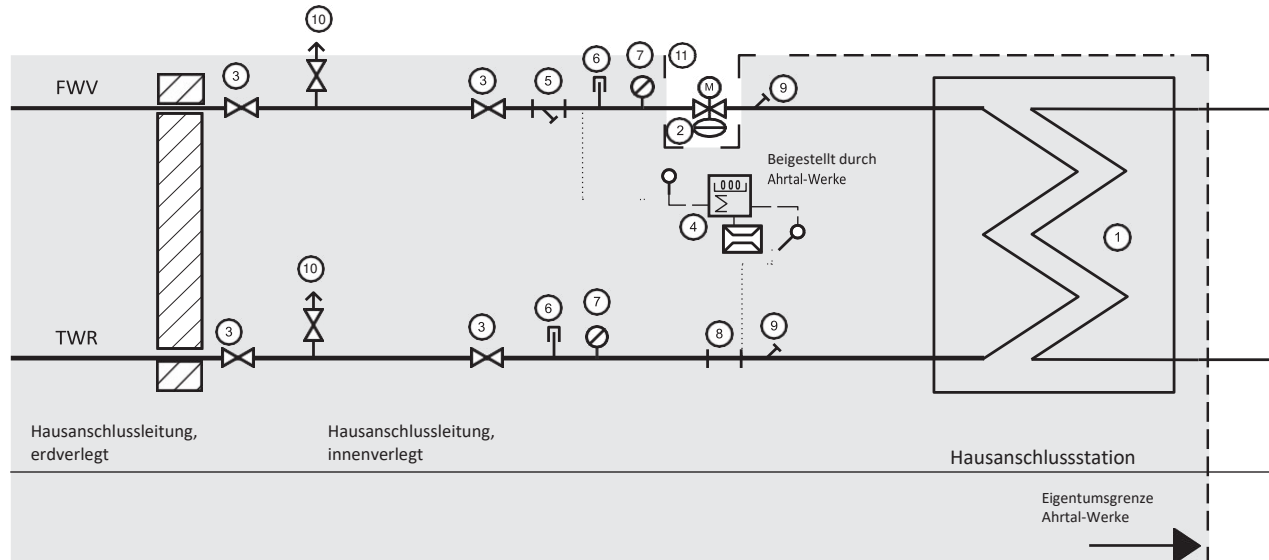 10
6
7
11
3
3
5
M
9
FWV
2
Beigestellt durch
Ahrtal-Werke
000
Σ
4
1
10
6
7
3
3
8
9
TWR
Hausanschlussleitung,
erdverlegt
Hausanschlussleitung,
innenverlegt
Hausanschlussstation
Eigentumsgrenze
Ahrtal-Werke